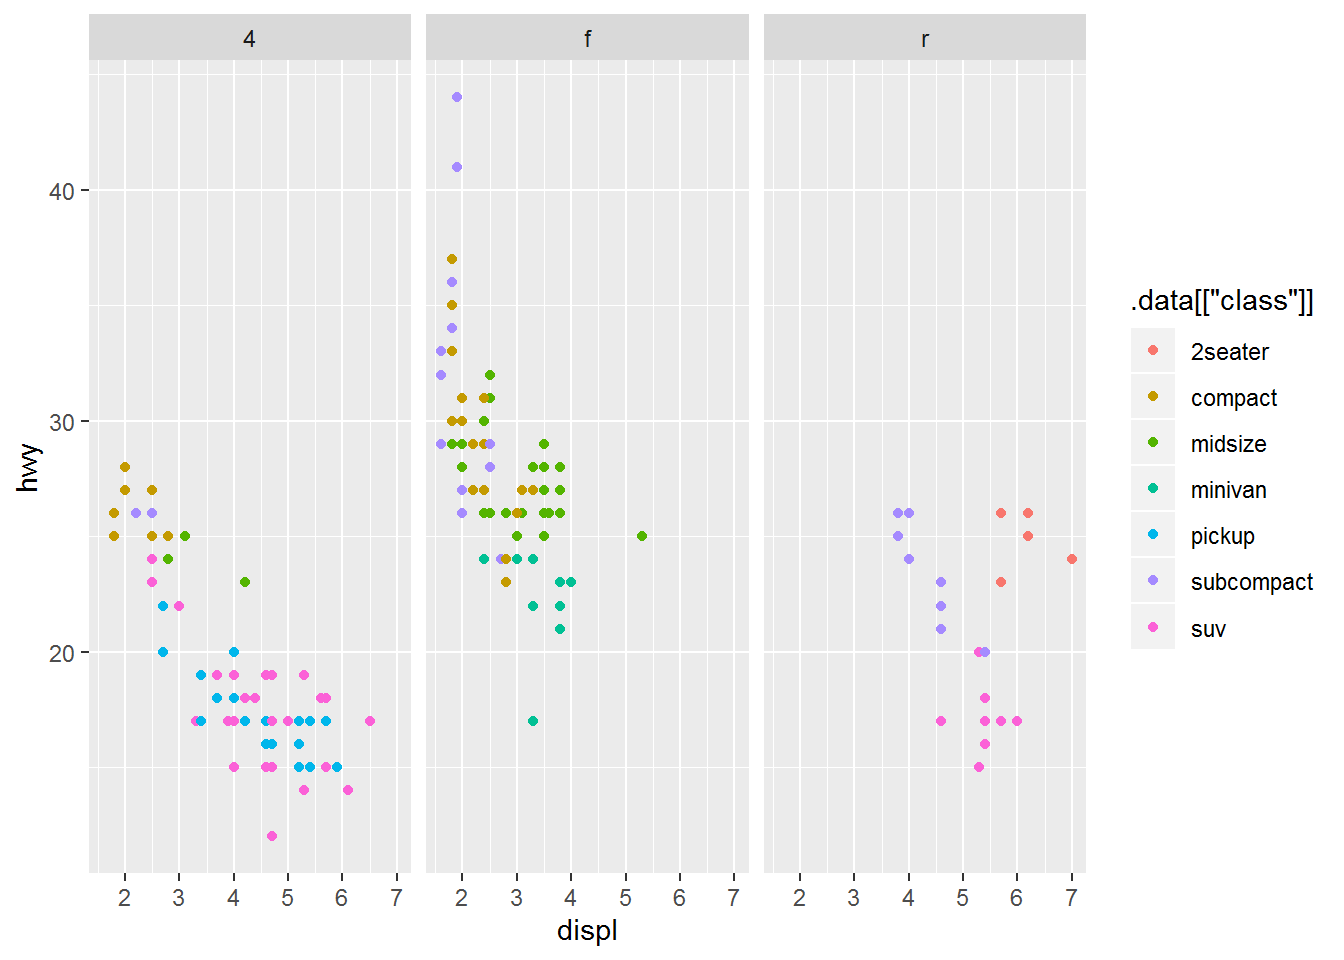 4 f r
40
30
20
hwy
2 3 4 5 6 7 2 3 4 5 6 7 2 3 4 5 6 7
displ
.data[["class"]]
2seater
compact
midsize
minivan
pickup
subcompact
suv